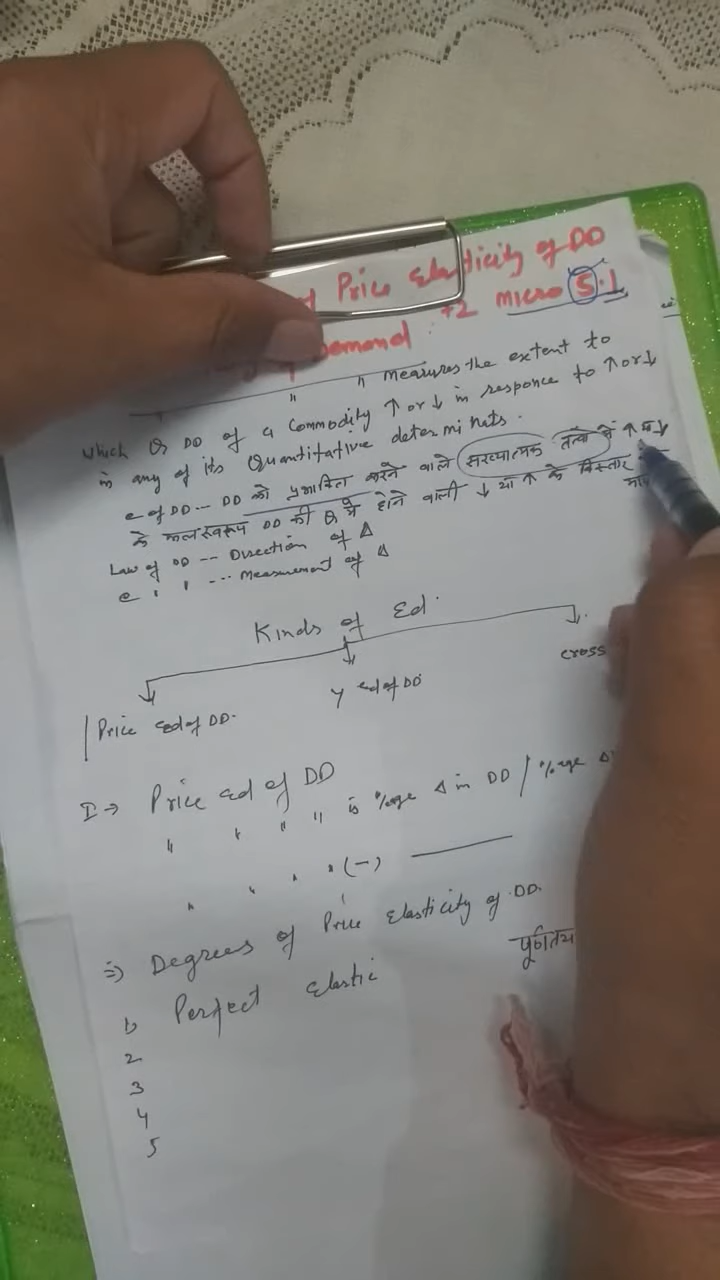 Price Elasticity of DD
Demand : +2 micro 5.1
" " measures the extent to
which Q DD of a Commodity ↑ or ↓ in responce to ↑ or ↓
in any of its Quantitative determinats.
e of DD -- DD को प्रभावित करने वाले संख्यात्मक तत्वो में ↑ या ↓
के फलस्वरूप DD की Q में होने वाली ↓ या ↑ के विस्तार
माप
Law of DD -- Direction of Δ
e " " -- Measurement of Δ
Kinds of Ed.
Price ed of DD. Y ed of DD cross
I → Price ed of DD
" " " " is %age Δ in DD / %age Δ
" " " " (-)
⇒ Degrees of Price Elasticity of DD.
1 Perfect Elastic पूर्णतय
2
3
4
5